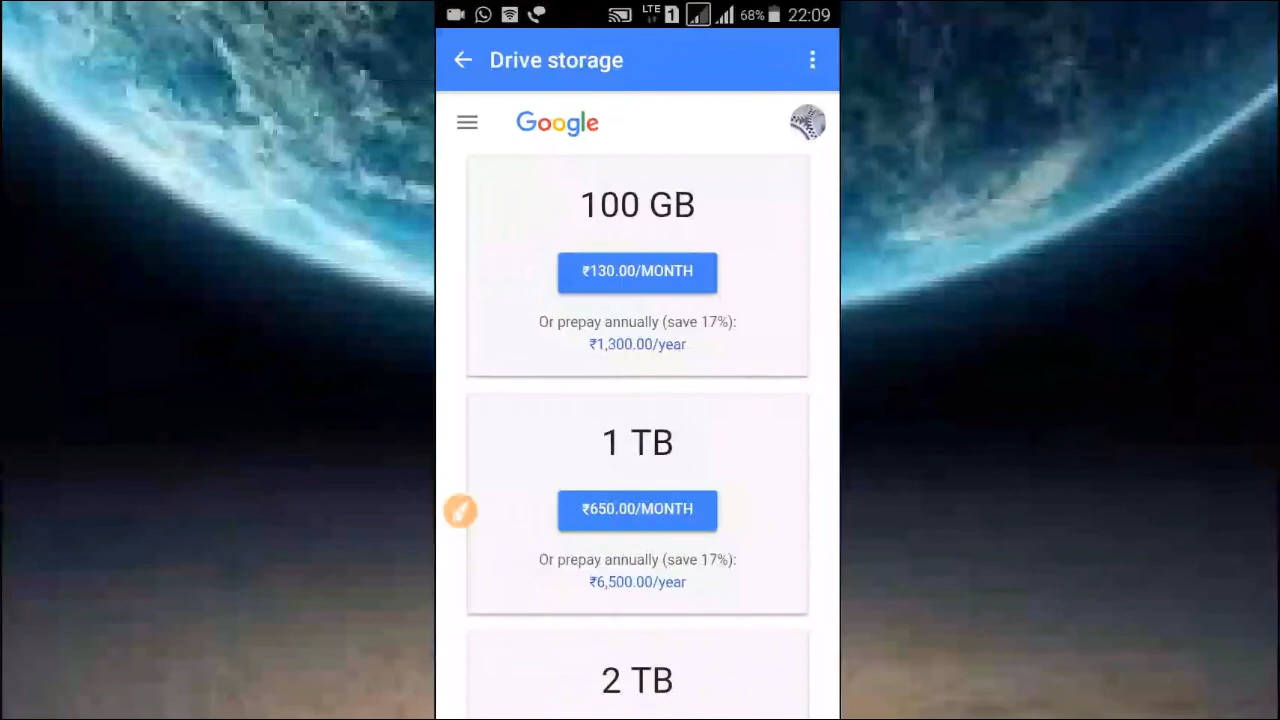 LTE 1 68% 22:09
Drive storage
Google
100 GB
₹130.00/MONTH
Or prepay annually (save 17%):
₹1,300.00/year
1 TB
₹650.00/MONTH
Or prepay annually (save 17%):
₹6,500.00/year
2 TB